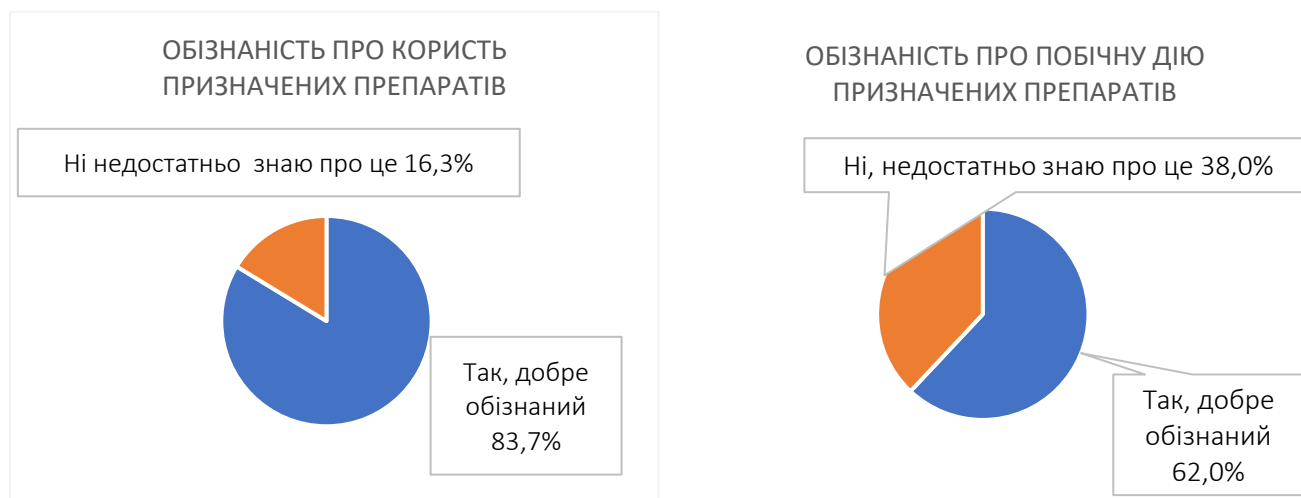 ОБІЗНАНІСТЬ ПРО КОРИСТЬ
ПРИЗНАЧЕНИХ ПРЕПАРАТІВ
Ні недостатньо знаю про це 16,3%
Так, добре
обізнаний
83,7%
ОБІЗНАНІСТЬ ПРО ПОБІЧНУ ДІЮ
ПРИЗНАЧЕНИХ ПРЕПАРАТІВ
Ні, недостатньо знаю про це 38,0%
Так, добре
обізнаний
62,0%